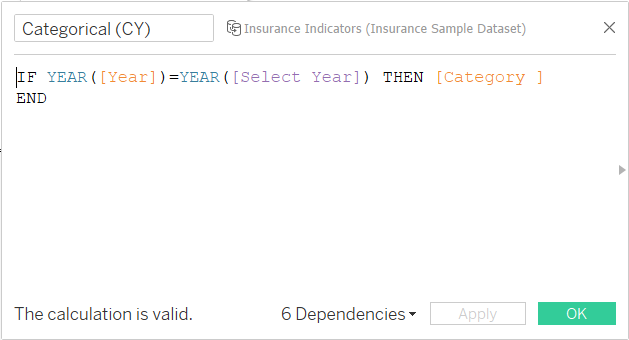 Categorical (CY)
Insurance Indicators (Insurance Sample Dataset)
IF YEAR([Year])=YEAR([Select Year]) THEN [Category ]
END
The calculation is valid.
6 Dependencies
Apply
OK